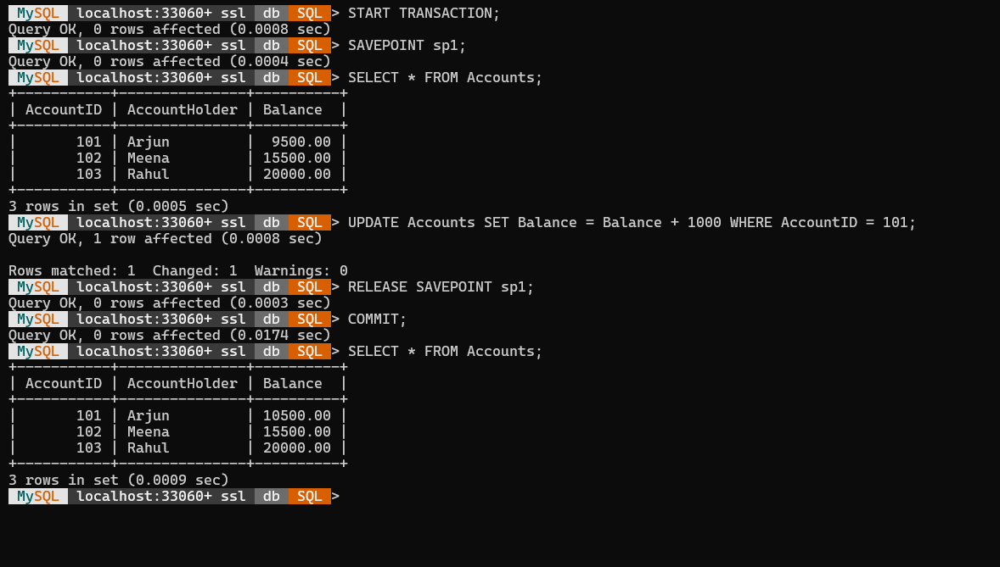 MySQL localhost:33060+ ssl db SQL > START TRANSACTION;
Query OK, 0 rows affected (0.0008 sec)
MySQL localhost:33060+ ssl db SQL > SAVEPOINT sp1;
Query OK, 0 rows affected (0.0004 sec)
MySQL localhost:33060+ ssl db SQL > SELECT * FROM Accounts;
+-----------+---------------+----------+
| AccountID | AccountHolder | Balance  |
+-----------+---------------+----------+
|       101 | Arjun         |  9500.00 |
|       102 | Meena         | 15500.00 |
|       103 | Rahul         | 20000.00 |
+-----------+---------------+----------+
3 rows in set (0.0005 sec)
MySQL localhost:33060+ ssl db SQL > UPDATE Accounts SET Balance = Balance + 1000 WHERE AccountID = 101;
Query OK, 1 row affected (0.0008 sec)

Rows matched: 1  Changed: 1  Warnings: 0
MySQL localhost:33060+ ssl db SQL > RELEASE SAVEPOINT sp1;
Query OK, 0 rows affected (0.0003 sec)
MySQL localhost:33060+ ssl db SQL > COMMIT;
Query OK, 0 rows affected (0.0174 sec)
MySQL localhost:33060+ ssl db SQL > SELECT * FROM Accounts;
+-----------+---------------+----------+
| AccountID | AccountHolder | Balance  |
+-----------+---------------+----------+
|       101 | Arjun         | 10500.00 |
|       102 | Meena         | 15500.00 |
|       103 | Rahul         | 20000.00 |
+-----------+---------------+----------+
3 rows in set (0.0009 sec)
MySQL localhost:33060+ ssl db SQL >